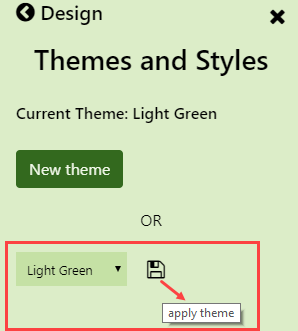 Design
Themes and Styles
Current Theme: Light Green
New theme
OR
Light Green
apply theme